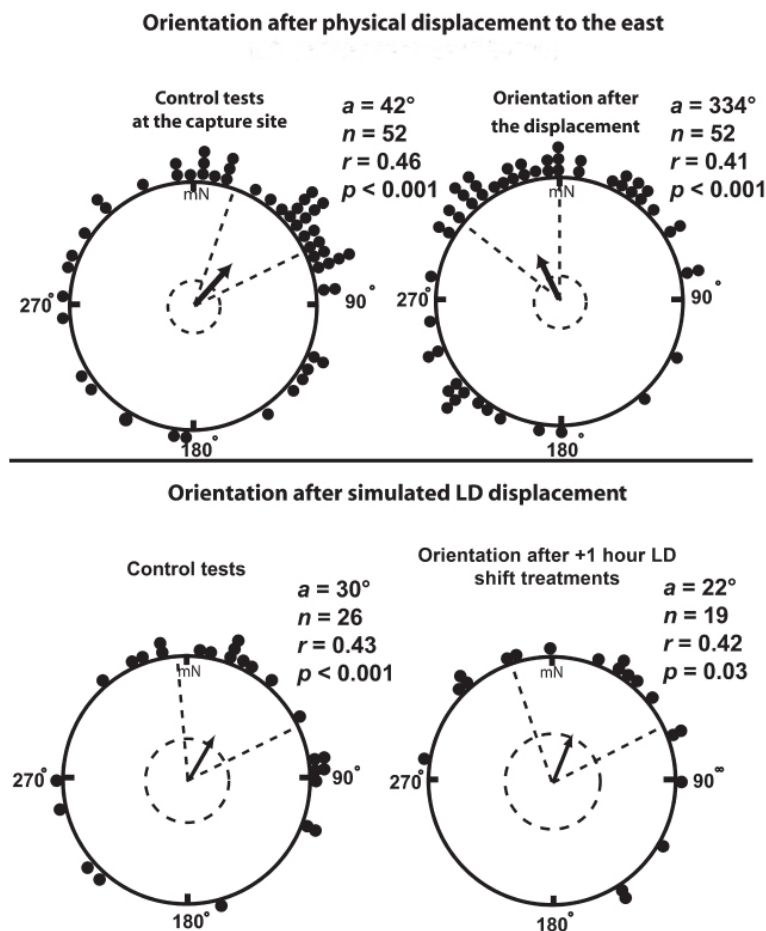 Orientation after physical displacement to the east
Control tests
at the capture site
a = 42°
n = 52
r = 0.46
p < 0.001
mN
270°
90°
180°
Orientation after
the displacement
a = 334°
n = 52
r = 0.41
p < 0.001
mN
270°
90°
180°
Orientation after simulated LD displacement
Control tests
a = 30°
n = 26
r = 0.43
p < 0.001
mN
270°
90°
180°
Orientation after +1 hour LD
shift treatments
a = 22°
n = 19
r = 0.42
p = 0.03
mN
270°
90∞
180°